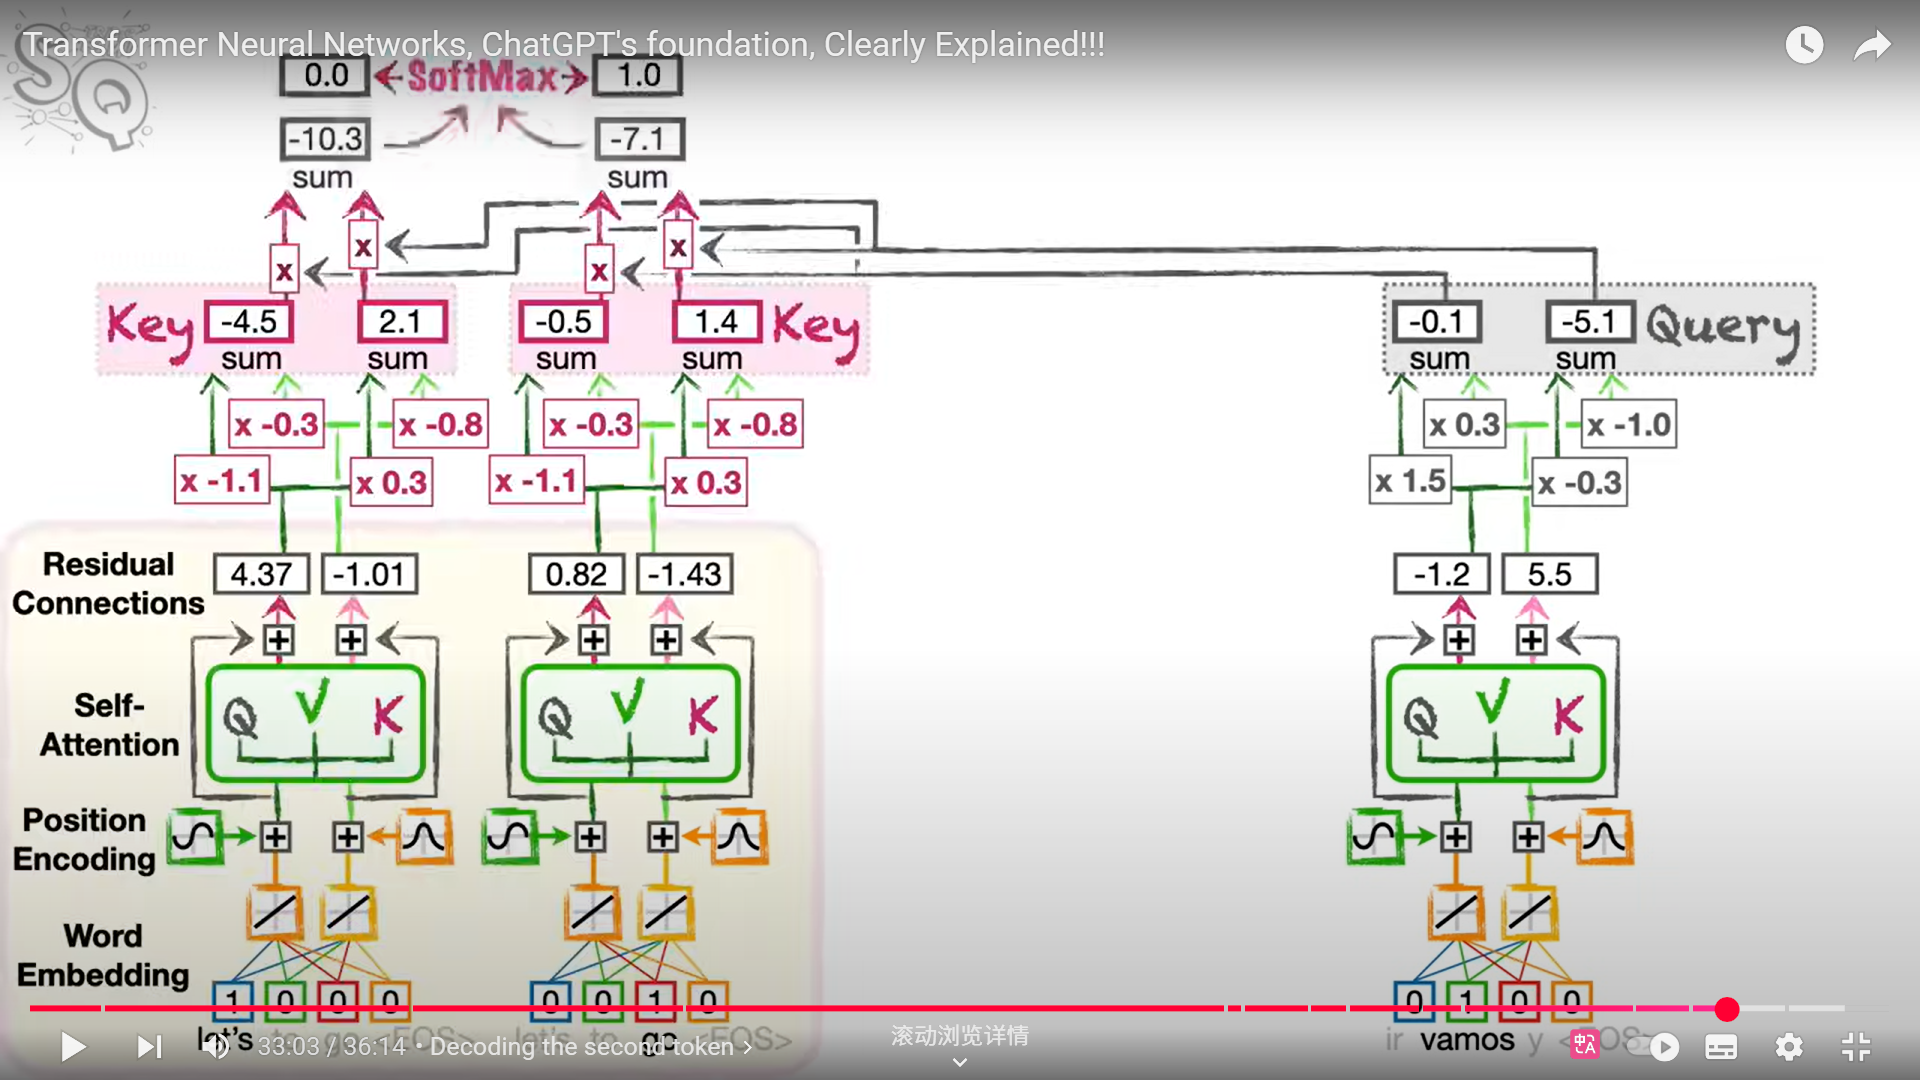 Transformer Neural Networks, ChatGPT's foundation, Clearly Explained!!!
SQ
0.0 SoftMax 1.0
-10.3 -7.1
sum sum
x x
x x
Key -4.5 2.1 -0.5 1.4 Key -0.1 -5.1 Query
sum sum sum sum sum sum
x -0.3 x -0.8 x -0.3 x -0.8 x 0.3 x -1.0
x -1.1 x 0.3 x -1.1 x 0.3 x 1.5 x -0.3
Residual
Connections
4.37 -1.01 0.82 -1.43 -1.2 5.5
+ + + + + +
Self-
Attention
Q V K Q V K Q V K
Position
Encoding
+ + + + + +
Word
Embedding
1 0 0 0 0 0 1 0 0 1 0 0
let's to go <EOS> let's to go <EOS> ir vamos y <EOS>
33:03 / 36:14 • Decoding the second token
滚动浏览详情
中A